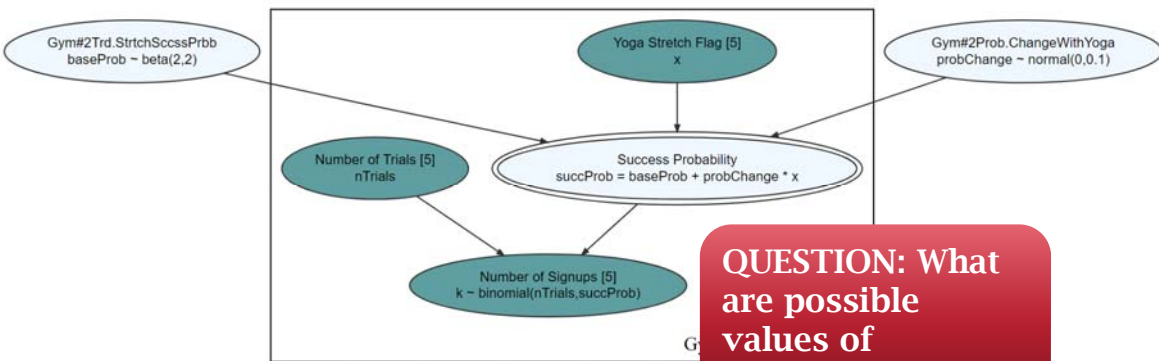 Gym#2Trd.StrtchSccssPrbb
baseProb ~ beta(2,2)
Yoga Stretch Flag [5]
x
Gym#2Prob.ChangeWithYoga
probChange ~ normal(0,0.1)
Number of Trials [5]
nTrials
Success Probability
succProb = baseProb + probChange * x
Number of Signups [5]
k ~ binomial(nTrials,succProb)
QUESTION: What
are possible
values of